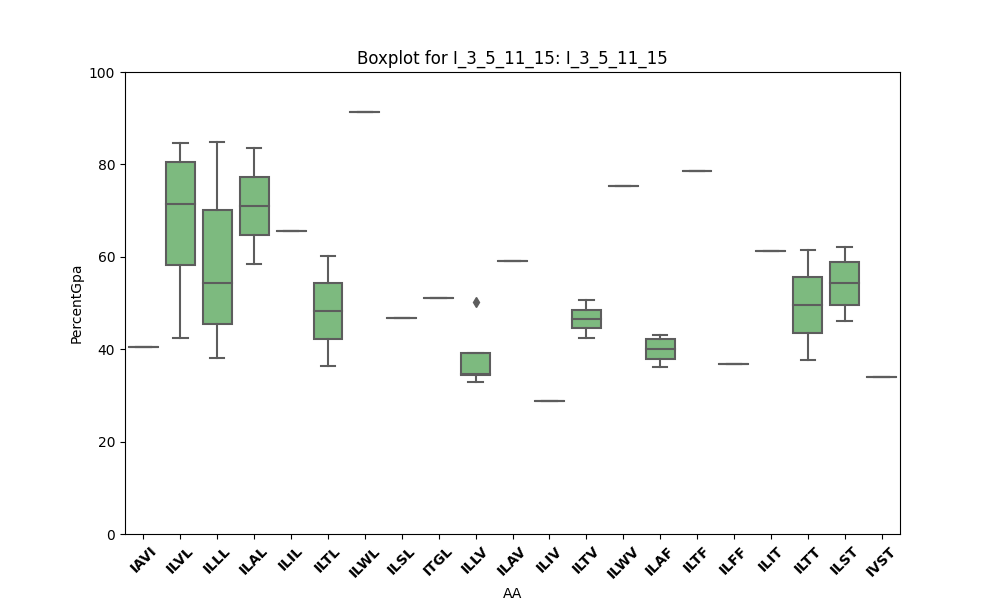 Boxplot for I_3_5_11_15: I_3_5_11_15
100
80
60
40
20
0
PercentGpa
IAVI ILVL ILLL ILAL ILIL ILTL ILWL ILSL ITGL ILLV ILAV ILIV ILTV ILWV ILAF ILTF ILFF ILIT ILTT ILST IVST
AA